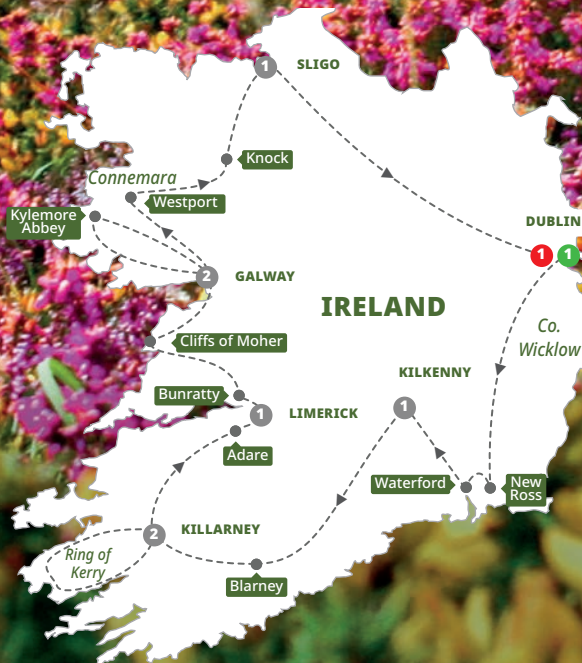 1
SLIGO
Knock
Connemara
Westport
Kylemore
Abbey
DUBLIN
1
1
2
GALWAY
IRELAND
Co.
Wicklow
Cliffs of Moher
KILKENNY
1
Bunratty
1
LIMERICK
Adare
Waterford
New
Ross
2
KILLARNEY
Ring of
Kerry
Blarney